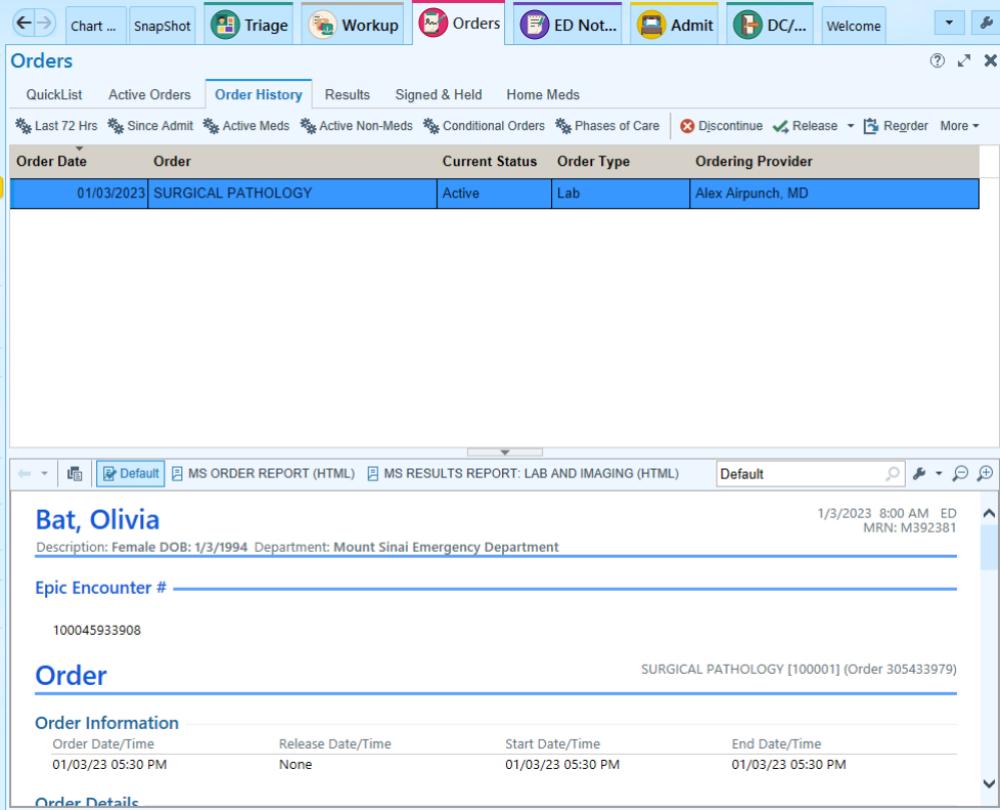 Chart ... SnapShot Triage Workup Orders ED Not... Admit DC/... Welcome
Orders
QuickList Active Orders Order History Results Signed & Held Home Meds
Last 72 Hrs Since Admit Active Meds Active Non-Meds Conditional Orders Phases of Care Discontinue Release Reorder More
Order Date Order Current Status Order Type Ordering Provider
01/03/2023 SURGICAL PATHOLOGY Active Lab Alex Airpunch, MD
Default MS ORDER REPORT (HTML) MS RESULTS REPORT: LAB AND IMAGING (HTML) Default
Bat, Olivia 1/3/2023 8:00 AM ED
MRN: M392381
Description: Female DOB: 1/3/1994 Department: Mount Sinai Emergency Department
Epic Encounter #
100045933908
Order SURGICAL PATHOLOGY [100001] (Order 305433979)
Order Information
Order Date/Time Release Date/Time Start Date/Time End Date/Time
01/03/23 05:30 PM None 01/03/23 05:30 PM 01/03/23 05:30 PM
Order Details